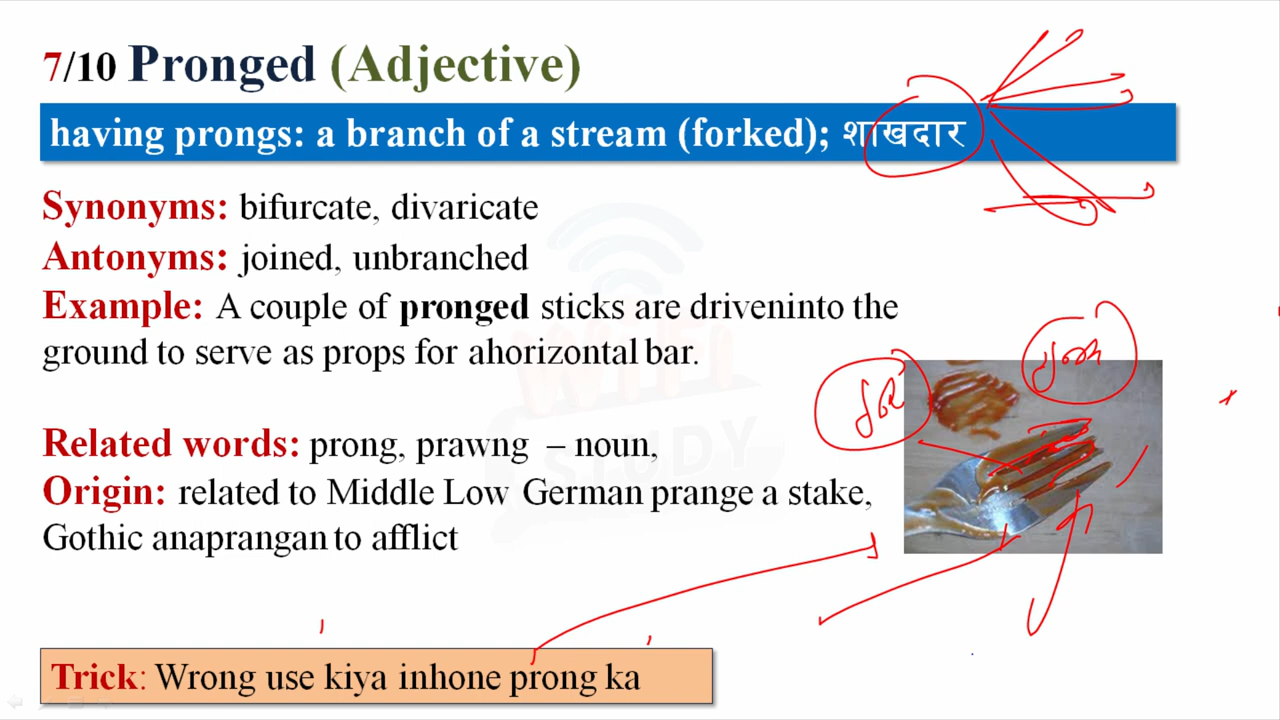 7/10 Pronged (Adjective)
having prongs: a branch of a stream (forked); शाखदार
Synonyms: bifurcate, divaricate
Antonyms: joined, unbranched
Example: A couple of pronged sticks are driveninto the
ground to serve as props for ahorizontal bar.
Related words: prong, prawng – noun,
Origin: related to Middle Low German prange a stake,
Gothic anaprangan to afflict
Trick: Wrong use kiya inhone prong ka
WiFi
STUDY